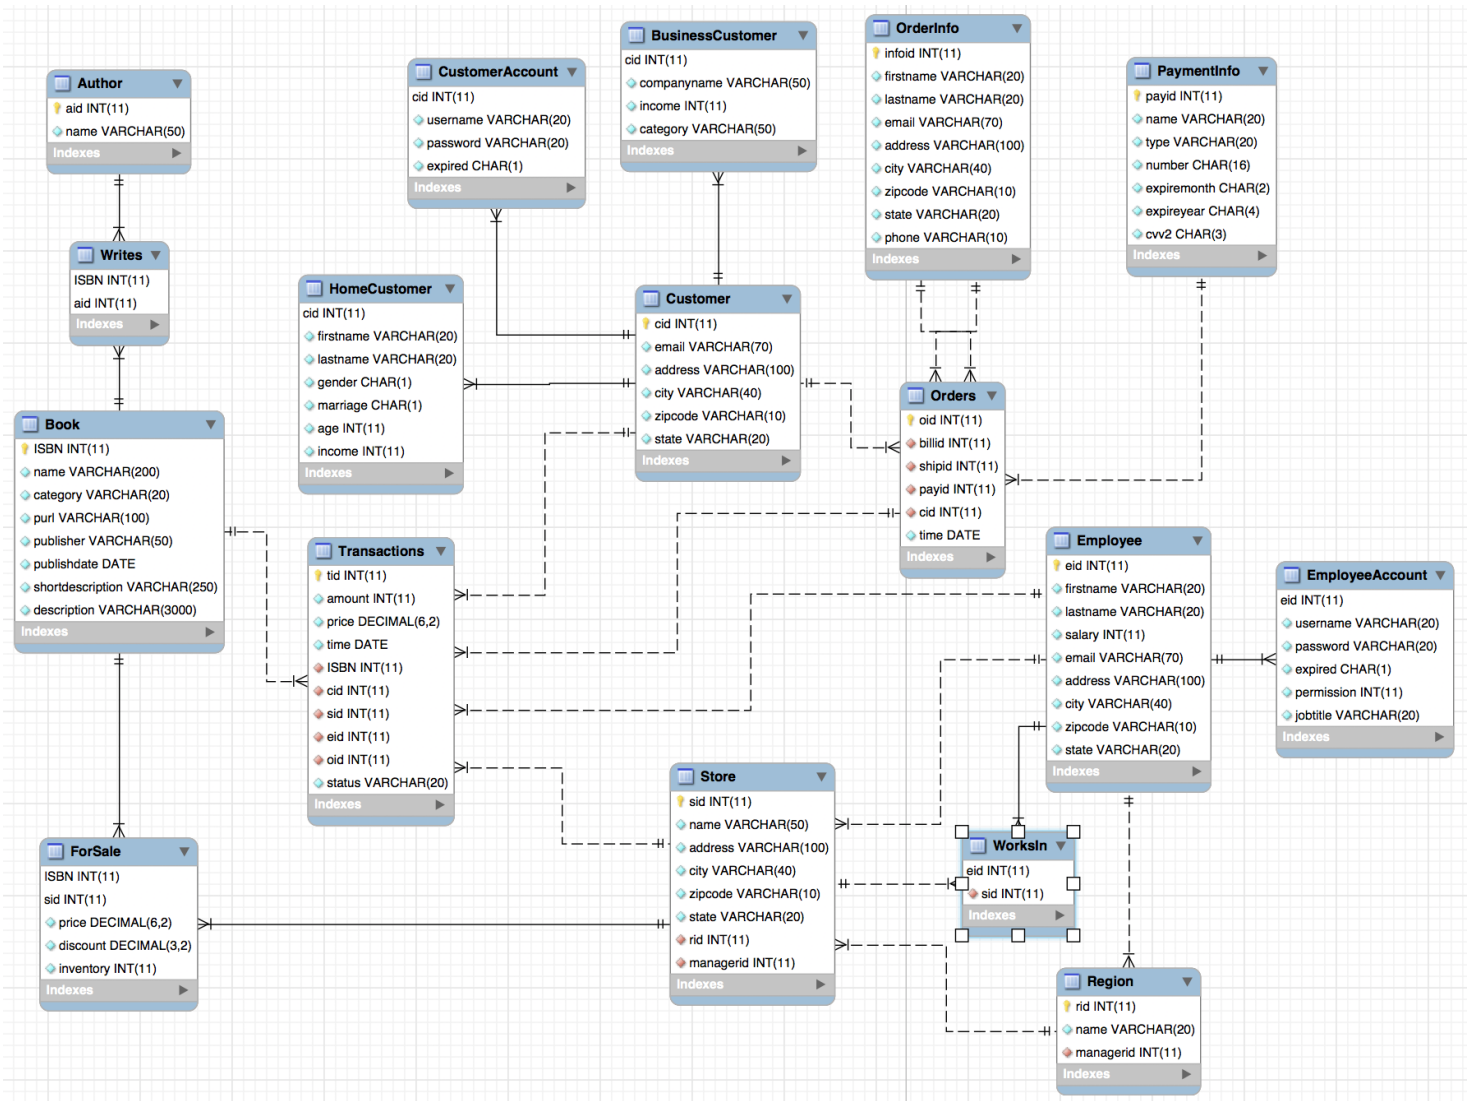 Author
aid INT(11)
name VARCHAR(50)
Indexes
Writes
ISBN INT(11)
aid INT(11)
Indexes
Book
ISBN INT(11)
name VARCHAR(200)
category VARCHAR(20)
purl VARCHAR(100)
publisher VARCHAR(50)
publishdate DATE
shortdescription VARCHAR(250)
description VARCHAR(3000)
Indexes
ForSale
ISBN INT(11)
sid INT(11)
price DECIMAL(6,2)
discount DECIMAL(3,2)
inventory INT(11)
Indexes
CustomerAccount
cid INT(11)
username VARCHAR(20)
password VARCHAR(20)
expired CHAR(1)
Indexes
HomeCustomer
cid INT(11)
firstname VARCHAR(20)
lastname VARCHAR(20)
gender CHAR(1)
marriage CHAR(1)
age INT(11)
income INT(11)
Indexes
Transactions
tid INT(11)
amount INT(11)
price DECIMAL(6,2)
time DATE
ISBN INT(11)
cid INT(11)
sid INT(11)
eid INT(11)
oid INT(11)
status VARCHAR(20)
Indexes
BusinessCustomer
cid INT(11)
companyname VARCHAR(50)
income INT(11)
category VARCHAR(50)
Indexes
Customer
cid INT(11)
email VARCHAR(70)
address VARCHAR(100)
city VARCHAR(40)
zipcode VARCHAR(10)
state VARCHAR(20)
Indexes
Store
sid INT(11)
name VARCHAR(50)
address VARCHAR(100)
city VARCHAR(40)
zipcode VARCHAR(10)
state VARCHAR(20)
rid INT(11)
managerid INT(11)
Indexes
OrderInfo
infoid INT(11)
firstname VARCHAR(20)
lastname VARCHAR(20)
email VARCHAR(70)
address VARCHAR(100)
city VARCHAR(40)
zipcode VARCHAR(10)
state VARCHAR(20)
phone VARCHAR(10)
Indexes
Orders
oid INT(11)
billid INT(11)
shipid INT(11)
payid INT(11)
cid INT(11)
time DATE
Indexes
PaymentInfo
payid INT(11)
name VARCHAR(20)
type VARCHAR(20)
number CHAR(16)
expiremonth CHAR(2)
expireyear CHAR(4)
cvv2 CHAR(3)
Indexes
Employee
eid INT(11)
firstname VARCHAR(20)
lastname VARCHAR(20)
salary INT(11)
email VARCHAR(70)
address VARCHAR(100)
city VARCHAR(40)
zipcode VARCHAR(10)
state VARCHAR(20)
Indexes
EmployeeAccount
eid INT(11)
username VARCHAR(20)
password VARCHAR(20)
expired CHAR(1)
permission INT(11)
jobtitle VARCHAR(20)
Indexes
WorksIn
eid INT(11)
sid INT(11)
Indexes
Region
rid INT(11)
name VARCHAR(20)
managerid INT(11)
Indexes